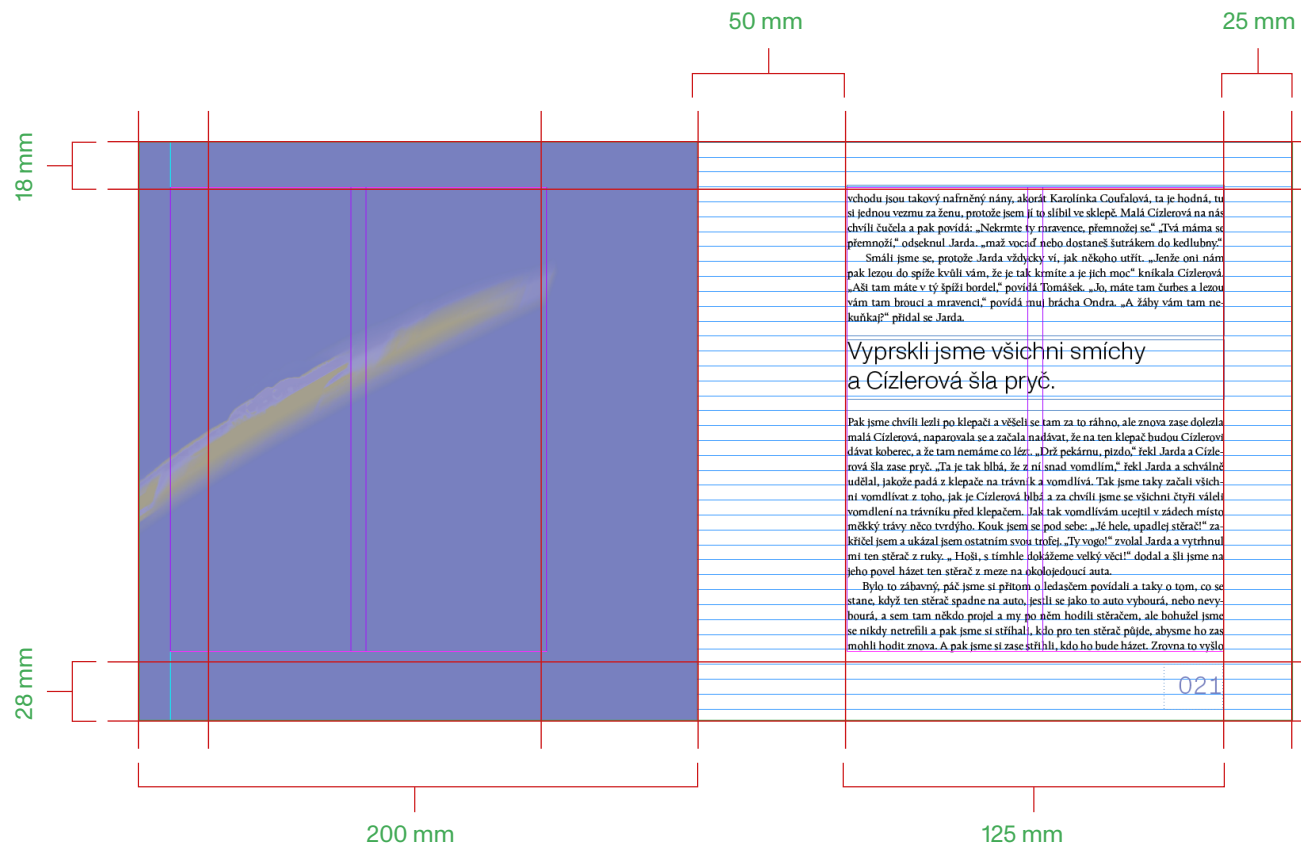 50 mm
25 mm
18 mm
vchodu jsou takový nafrněný nány, akorát Karolínka Coufalová, ta je hodná, tu
si jednou vezmu za ženu, protože jsem jí to slíbil ve sklepě. Malá Cízlerová na nás
chvíli čučela a pak povídá: „Nekrmte ty mravence, přemnožej se.“ „Tvá máma se
přemnoží,“ odseknul Jarda. „maž vocaď nebo dostaneš šutrákem do kedlubny.“
Smáli jsme se, protože Jarda vždycky ví, jak někoho utřít. „Jenže oni nám
pak lezou do spíže kvůli vám, že je tak krmíte a je jich moc“ kníkala Cízlerová.
„Aši tam máte v tý špíži bordel,“ povídá Tomášek. „Jo, máte tam čurbes a lezou
vám tam brouci a mravenci,“ povídá muj brácha Ondra. „A žáby vám tam ne-
kuňkaj?“ přidal se Jarda.
Vyprskli jsme všichni smíchy
a Cízlerová šla pryč.
Pak jsme chvíli lezli po klepači a věšeli se tam za to ráhno, ale znova zase dolezla
malá Cízlerová, naparovala se a začala nadávat, že na ten klepač budou Cízlerovi
dávat koberec, a že tam nemáme co lézt. „Drž pekárnu, pizdo,“ řekl Jarda a Cízle-
rová šla zase pryč. „Ta je tak blbá, že z ní snad vomdlím,“ řekl Jarda a schválně
udělal, jakože padá z klepače na trávník a vomdlívá. Tak jsme taky začali všich-
ni vomdlívat z toho, jak je Cízlerová blbá a za chvíli jsme se všichni čtyři váleli
vomdlení na trávníku před klepačem. Jak tak vomdlívám ucejtil v zádech místo
měkký trávy něco tvrdýho. Kouk jsem se pod sebe: „Jé hele, upadlej stěrač!“ za-
křičel jsem a ukázal jsem ostatním svou trofej. „Ty vogo!“ zvolal Jarda a vytrhnul
mi ten stěrač z ruky. „ Hoši, s tímhle dokážeme velký věci!“ dodal a šli jsme na
jeho povel házet ten stěrač z meze na okolojedoucí auta.
Bylo to zábavný, páč jsme si přitom o ledasčem povídali a taky o tom, co se
stane, když ten stěrač spadne na auto, jestli se jako to auto vybourá, nebo nevy-
bourá, a sem tam někdo projel a my po něm hodili stěračem, ale bohužel jsme
se nikdy netrefili a pak jsme si stříhali, kdo pro ten stěrač půjde, abysme ho zas
mohli hodit znova. A pak jsme si zase střihli, kdo ho bude házet. Zrovna to vyšlo
021
28 mm
200 mm
125 mm